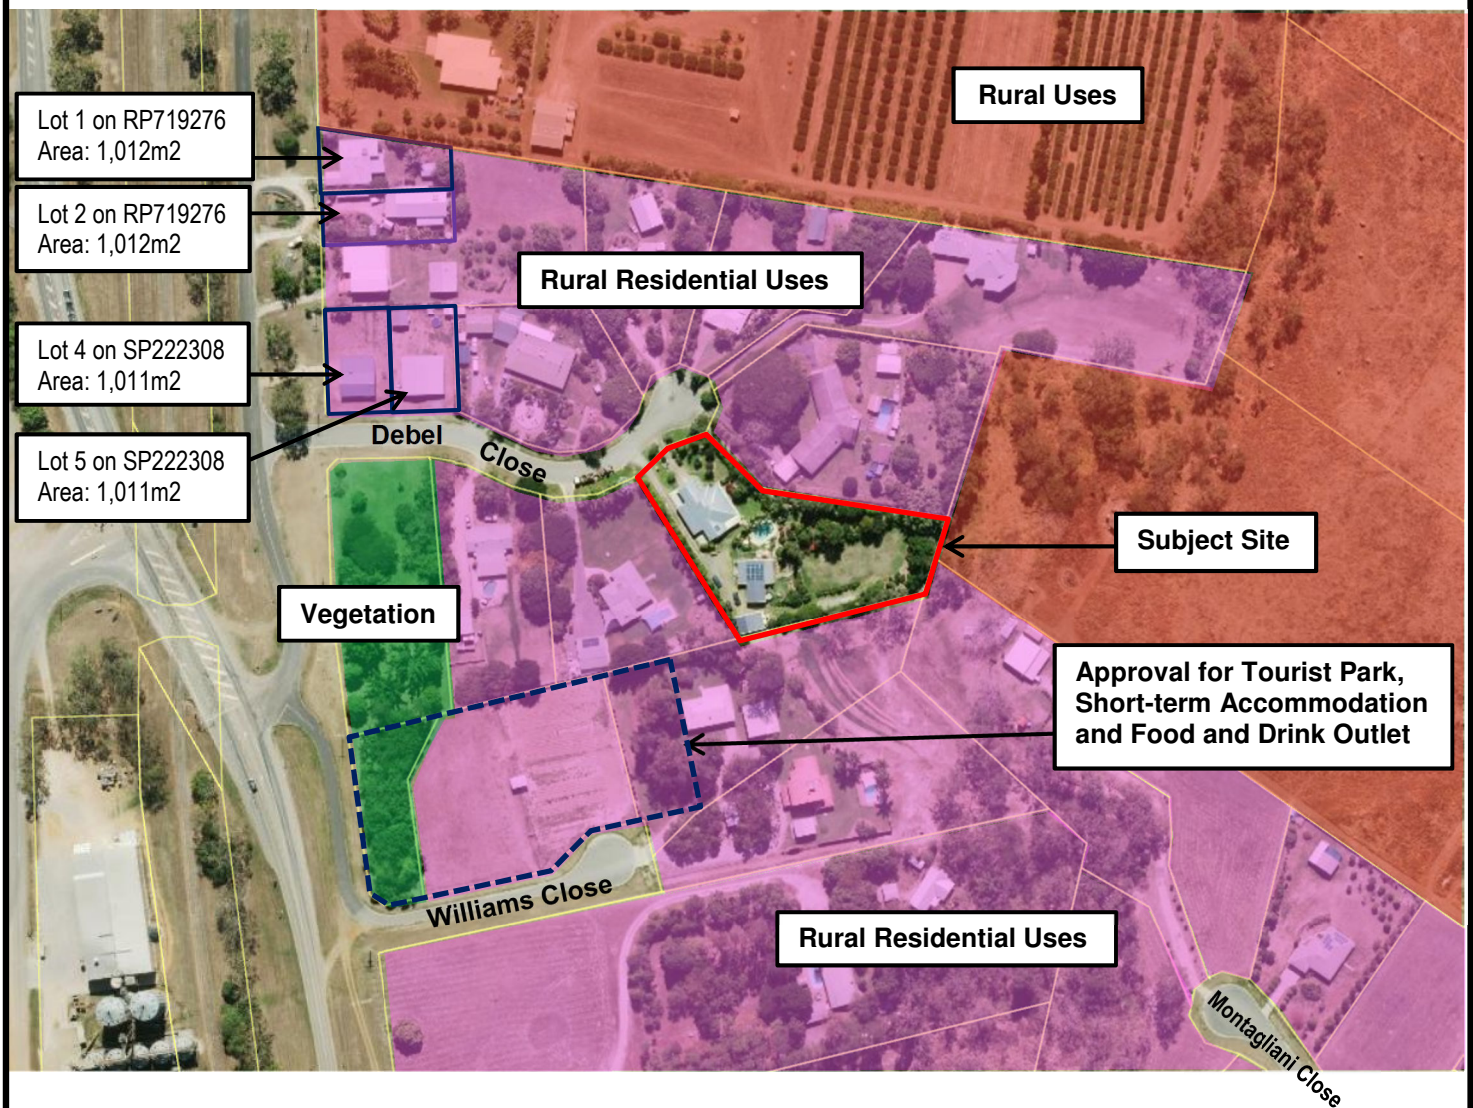 Rural Uses
Lot 1 on RP719276
Area: 1,012m2
Lot 2 on RP719276
Area: 1,012m2
Rural Residential Uses
Lot 4 on SP222308
Area: 1,011m2
Debel Close
Lot 5 on SP222308
Area: 1,011m2
Subject Site
Vegetation
Approval for Tourist Park,
Short-term Accommodation
and Food and Drink Outlet
Williams Close
Rural Residential Uses
Montagliani Close